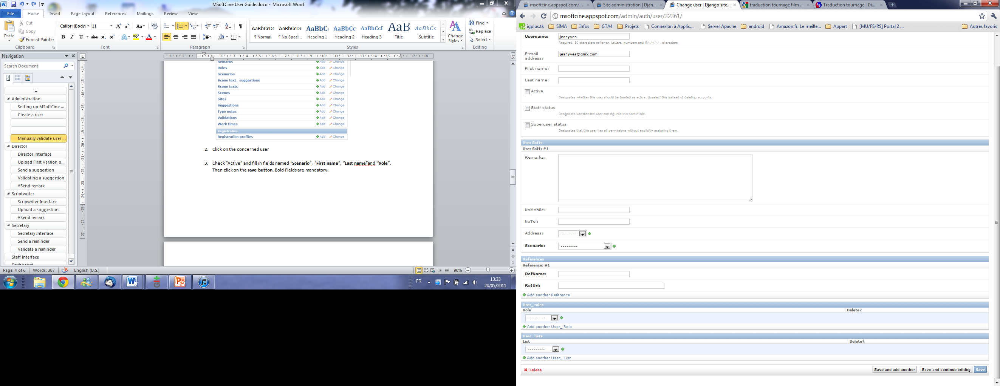 MSoftCine User Guide.docx - Microsoft Word
File Home Insert Page Layout References Mailings Review View
Paste
Cut
Copy
Format Painter
Clipboard
Calibri (Body) 11
Font
Paragraph
AaBbCcDc AaBbCcDc AaBbC AaBbCc AaBbCcI AaB AaBbCc.
¶ Normal ¶ No Spaci... Heading 1 Heading 2 Heading 3 Title Subtitle
Change
Styles
Styles
Find
Replace
Select
Editing
Navigation
Search Document
Administration
Setting up MSoftCine ...
Create a user
Manually validate user ...
Director
Director interface
Upload First Version o...
Send a suggestion
Validating a suggestion
#Send remark
Scriptwriter
Scripwriter Interface
Upload a suggestion
#Send remark
Secretary
Secretary Interface
Send a reminder
Validate a reminder
Staff Interface
Remarks Add Change
Roles Add Change
Scenarios Add Change
Scene text_ suggestions Add Change
Scene texts Add Change
Scenes Add Change
Sites Add Change
Suggestions Add Change
Type notes Add Change
Validations Add Change
Work times Add Change
Registration
Registration profiles Add Change
2. Click on the concerned user
3. Check “Active” and fill in fields named “Scenario”, “First name”, “Last name”and “Role”.
Then click on the save button. Bold Fields are mandatory.
Page: 4 of 6 Words: 307 English (U.S.) 90%
FR 13:33
24/05/2011
msoftcine.appspot.com/... Site administration | Djan... Change user | Django site... traduction tournage film ... Traduction tournage | Di...
msoftcine.appspot.com/admin/auth/user/32361/
igplus.tk SIMA Infos GTA4 Projets Connexion à Applic... Server Apache android Amazon.fr: Le meille... Appart [MU/FS/RS] Portal 2 ... Autres favoris
Username: jeanyves
Required. 30 characters or fewer. Letters, numbers and @/./+/-/_ characters
E-mail
address: jeanyves@gmx.com
First name:
Last name:
Active
Designates whether this user should be treated as active. Unselect this instead of deleting accounts.
Staff status
Designates whether the user can log into this admin site.
Superuser status
Designates that this user has all permissions without explicitly assigning them.
User Softs
User Soft: #1
Remarks:
NoMobile:
NoTel:
Address: ---------
Scenario: ---------
References
Reference: #1
RefName:
RefUrl:
Add another Reference
User_ roles
Role Delete?
---------
Add another User_ Role
User_ lists
List Delete?
---------
Add another User_ List
Delete Save and add another Save and continue editing Save